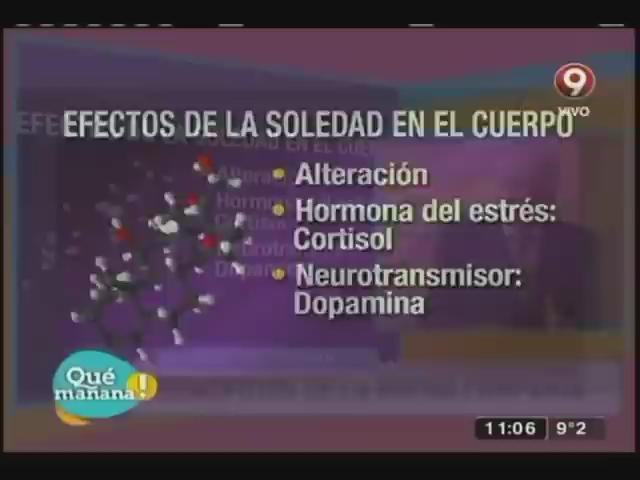 9
VIVO
EFECTOS DE LA SOLEDAD EN EL CUERPO
• Alteración
• Hormona del estrés:
Cortisol
• Neurotransmisor:
Dopamina
Qué
mañana!
11:06 9°2